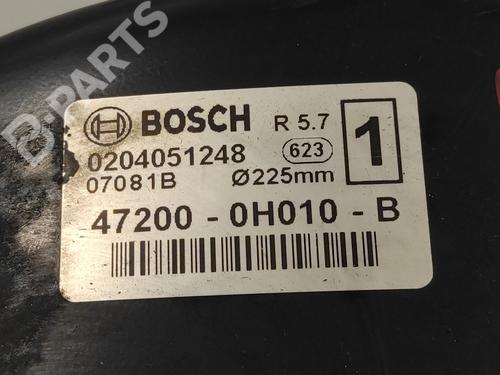 B-PARTS
BOSCH R 5.7 1
0204051248 623
07081B Ø225mm
47200 - 0H010 - B